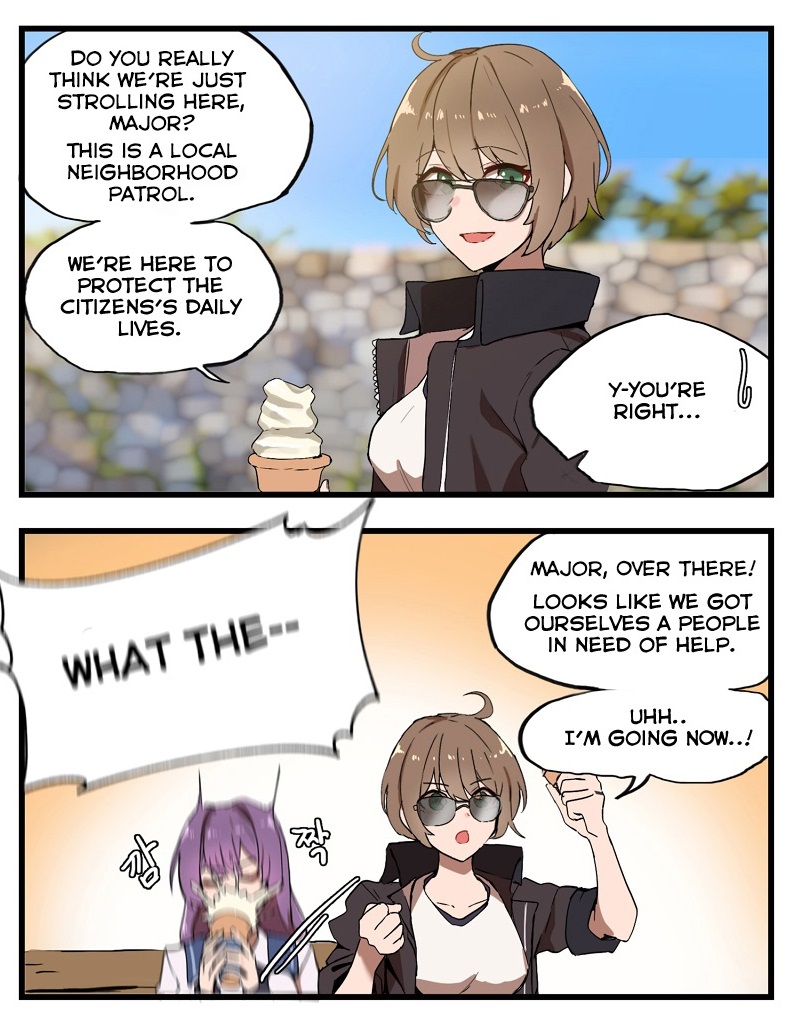 DO YOU REALLY
THINK WE'RE JUST
STROLLING HERE,
MAJOR?
THIS IS A LOCAL
NEIGHBORHOOD
PATROL.
WE'RE HERE TO
PROTECT THE
CITIZENS'S DAILY
LIVES.
Y-YOU'RE
RIGHT...
MAJOR, OVER THERE!
LOOKS LIKE WE GOT
OURSELVES A PEOPLE
IN NEED OF HELP.
UHH..
I'M GOING NOW..!
WHAT THE--
깜
짝